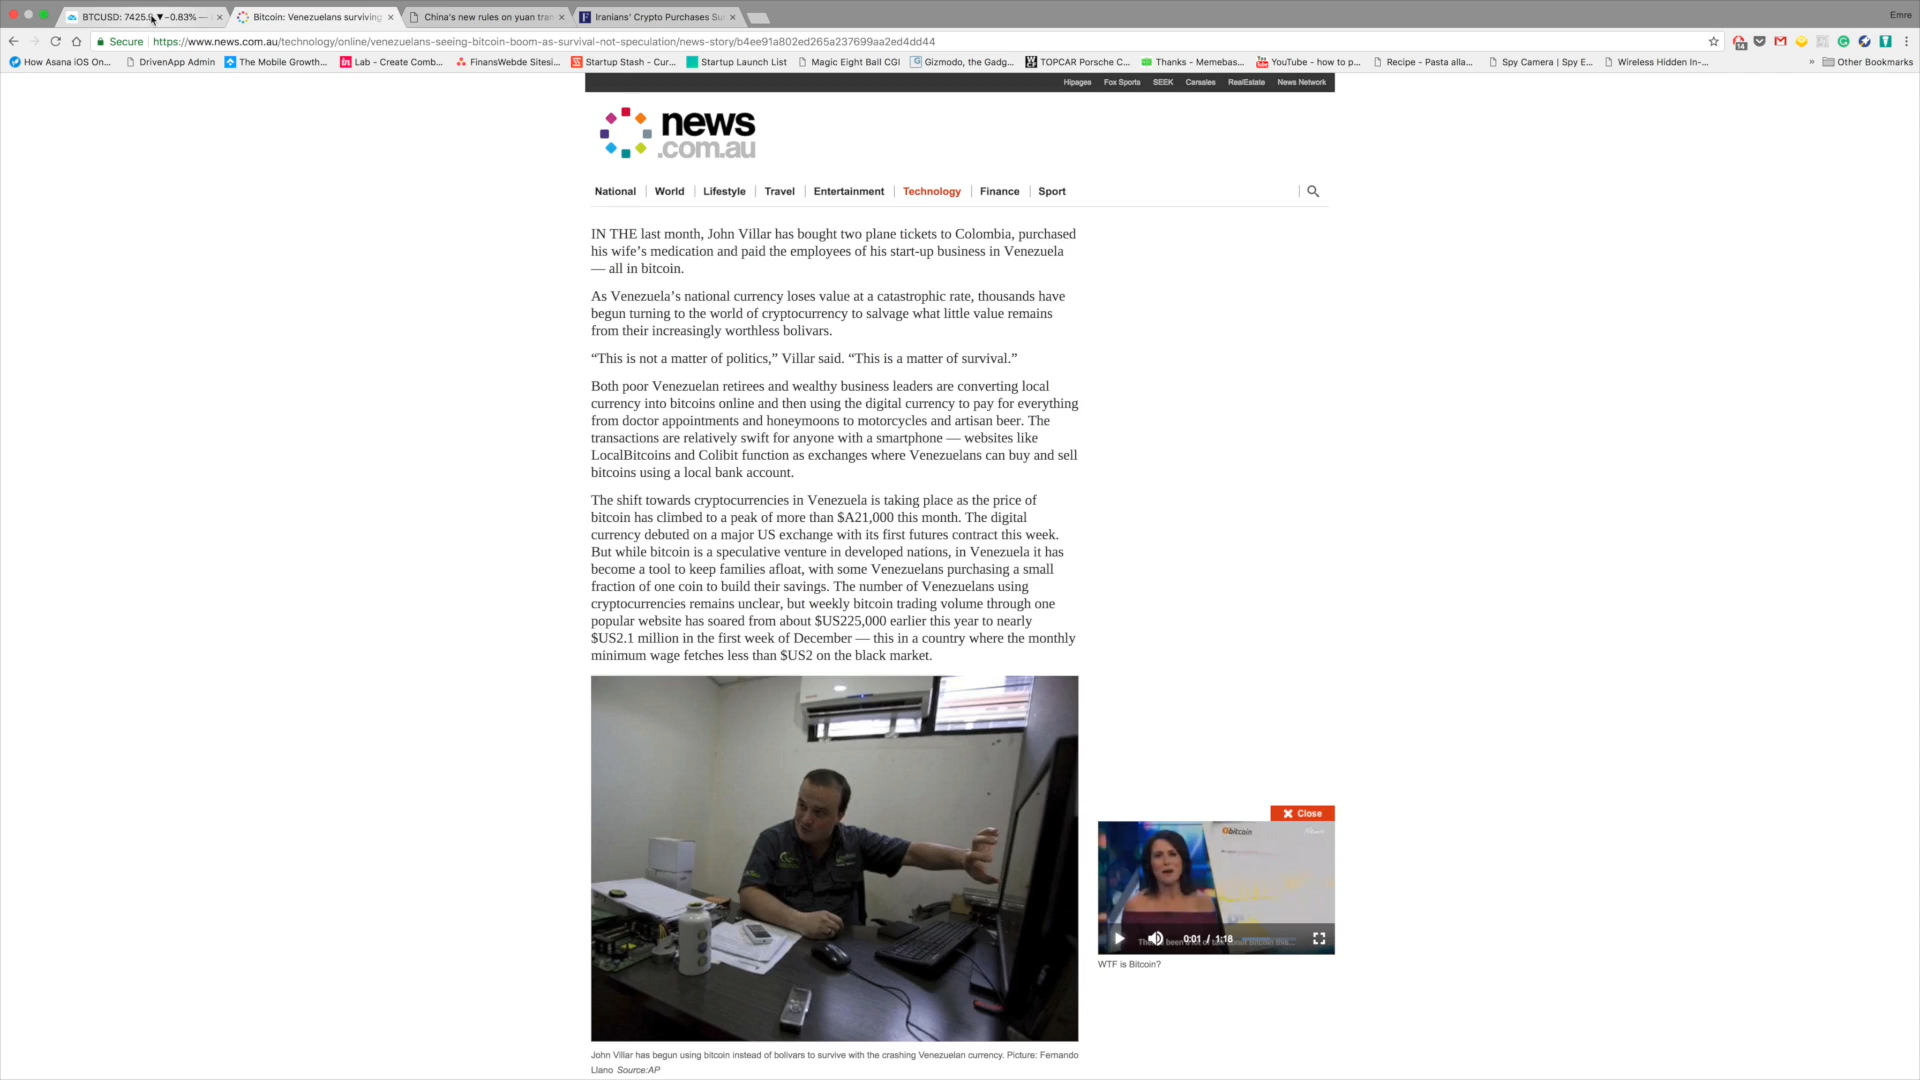 BTCUSD: 7425.9 ▼−0.83% —
Bitcoin: Venezuelans surviving
China's new rules on yuan tran
Iranians' Crypto Purchases Su
Emre
Secure
https://www.news.com.au/technology/online/venezuelans-seeing-bitcoin-boom-as-survival-not-speculation/news-story/b4ee91a802ed265a237699aa2ed4dd44
14
How Asana iOS On...
DrivenApp Admin
The Mobile Growth...
Lab - Create Comb...
FinansWebde Sitesi...
Startup Stash - Cur...
Startup Launch List
Magic Eight Ball CGI
Gizmodo, the Gadg...
TOPCAR Porsche C...
Thanks - Memebas...
YouTube - how to p...
Recipe - Pasta alla...
Spy Camera | Spy E...
Wireless Hidden In-...
»
Other Bookmarks
Hipages Fox Sports SEEK Carsales RealEstate News Network
news
.com.au
National World Lifestyle Travel Entertainment Technology Finance Sport
IN THE last month, John Villar has bought two plane tickets to Colombia, purchased
his wife’s medication and paid the employees of his start-up business in Venezuela
— all in bitcoin.
As Venezuela’s national currency loses value at a catastrophic rate, thousands have
begun turning to the world of cryptocurrency to salvage what little value remains
from their increasingly worthless bolivars.
“This is not a matter of politics,” Villar said. “This is a matter of survival.”
Both poor Venezuelan retirees and wealthy business leaders are converting local
currency into bitcoins online and then using the digital currency to pay for everything
from doctor appointments and honeymoons to motorcycles and artisan beer. The
transactions are relatively swift for anyone with a smartphone — websites like
LocalBitcoins and Colibit function as exchanges where Venezuelans can buy and sell
bitcoins using a local bank account.
The shift towards cryptocurrencies in Venezuela is taking place as the price of
bitcoin has climbed to a peak of more than $A21,000 this month. The digital
currency debuted on a major US exchange with its first futures contract this week.
But while bitcoin is a speculative venture in developed nations, in Venezuela it has
become a tool to keep families afloat, with some Venezuelans purchasing a small
fraction of one coin to build their savings. The number of Venezuelans using
cryptocurrencies remains unclear, but weekly bitcoin trading volume through one
popular website has soared from about $US225,000 earlier this year to nearly
$US2.1 million in the first week of December — this in a country where the monthly
minimum wage fetches less than $US2 on the black market.
Close
bitcoin
0:01 / 1:18
WTF is Bitcoin?
John Villar has begun using bitcoin instead of bolivars to survive with the crashing Venezuelan currency. Picture: Fernando
Llano Source:AP